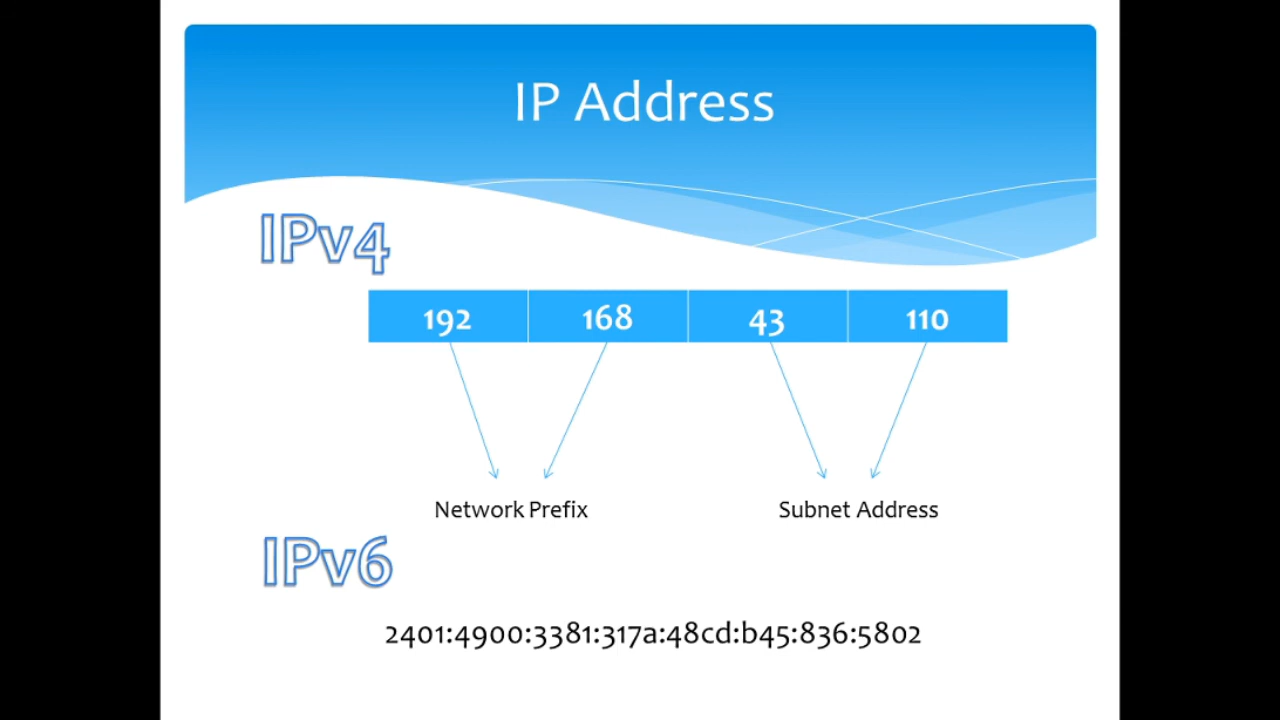 IP Address
IPv4
192 168 43 110
Network Prefix Subnet Address
IPv6
2401:4900:3381:317a:48cd:b45:836:5802